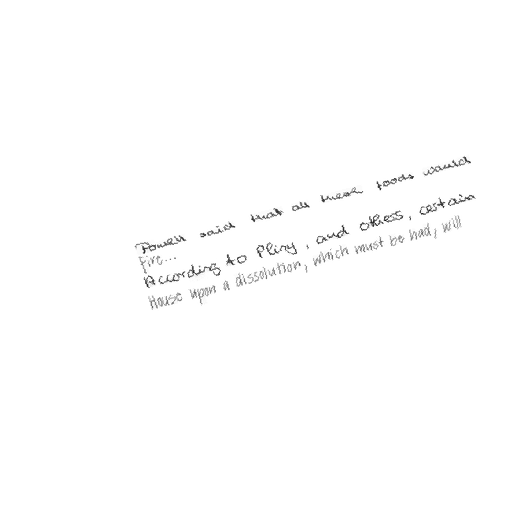 Powell said that all these foods would
Fire...
According to Pliny, and others, certain
House upon a dissolution, which must be had, will